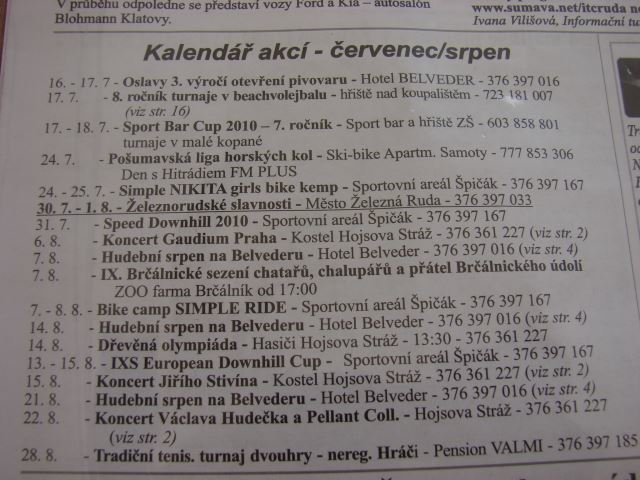 V průběhu odpoledne se představí vozy Ford a Kia – autosalón
Blohmann Klatovy.
www.sumava.net/itcruda
Ivana Vilišová, Informační
Kalendář akcí - červenec/srpen
16. - 17. 7 - Oslavy 3. výročí otevření pivovaru - Hotel BELVEDER - 376 397 016
17. 7. - 8. ročník turnaje v beachvolejbalu - hřiště nad koupalištěm - 723 181 007
(viz str. 16)
17. - 18. 7. - Sport Bar Cup 2010 – 7. ročník - Sport bar a hřiště ZŠ - 603 858 801
turnaje v malé kopané
24. 7. - Pošumavská liga horských kol - Ski-bike Apartm. Samoty - 777 853 306
Den s Hitrádiem FM PLUS
24. - 25. 7. - Simple NIKITA girls bike kemp - Sportovní areál Špičák - 376 397 167
30. 7. - 1. 8. - Železnorudské slavnosti - Město Železná Ruda - 376 397 033
31. 7. - Speed Downhill 2010 - Sportovní areál Špičák - 376 397 167
6. 8. - Koncert Gaudium Praha - Kostel Hojsova Stráž - 376 361 227 (viz str. 2)
7. 8. - Hudební srpen na Belvederu - Hotel Belveder - 376 397 016 (viz str. 4)
7. 8. - IX. Brčálnické sezení chatařů, chalupářů a přátel Brčálnického údolí
ZOO farma Brčálník od 17:00
7. - 8. 8. - Bike camp SIMPLE RIDE - Sportovní areál Špičák - 376 397 167
14. 8. - Hudební srpen na Belvederu - Hotel Belveder - 376 397 016 (viz str. 4)
14. 8. - Dřevěná olympiáda - Hasiči Hojsova Stráž - 13:30 - 376 361 227
13. - 15. 8. - IXS European Downhill Cup - Sportovní areál Špičák - 376 397 167
15. 8. - Koncert Jiřího Stivína - Kostel Hojsova Stráž - 376 361 227 (viz str. 2)
21. 8. - Hudební srpen na Belvederu - Hotel Belveder - 376 397 016 (viz str. 4)
22. 8. - Koncert Václava Hudečka a Pellant Coll. - Hojsova Stráž - 376 361 227
(viz str. 2)
28. 8. - Tradiční tenis. turnaj dvouhry - nereg. Hráči - Pension VALMI - 376 397 185